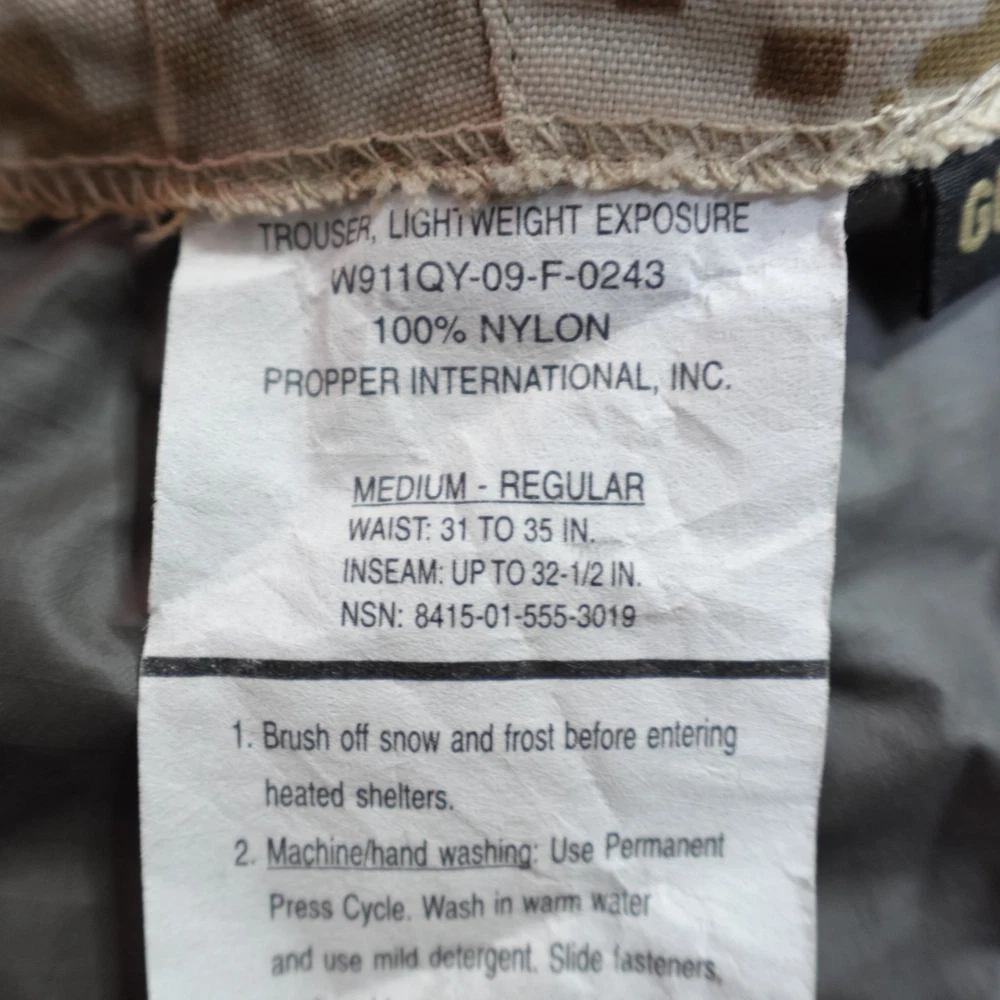 TROUSER, LIGHTWEIGHT EXPOSURE
W911QY-09-F-0243
100% NYLON
PROPPER INTERNATIONAL, INC.
MEDIUM - REGULAR
WAIST: 31 TO 35 IN.
INSEAM: UP TO 32-1/2 IN.
NSN: 8415-01-555-3019
1. Brush off snow and frost before entering
heated shelters.
2. Machine/hand washing: Use Permanent
Press Cycle. Wash in warm water
and use mild detergent. Slide fasteners,